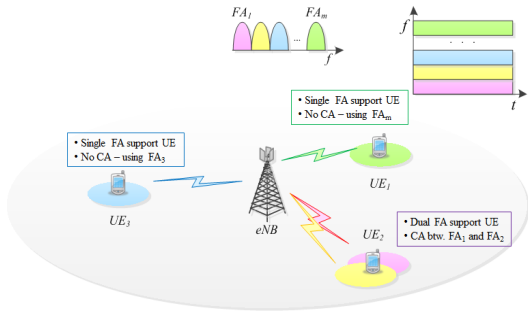 FA1 FAm
...
f
f
. . .
t
• Single FA support UE
• No CA – using FAm
• Single FA support UE
• No CA – using FA3
UE1
UE3
eNB
UE2
• Dual FA support UE
• CA btw. FA1 and FA2